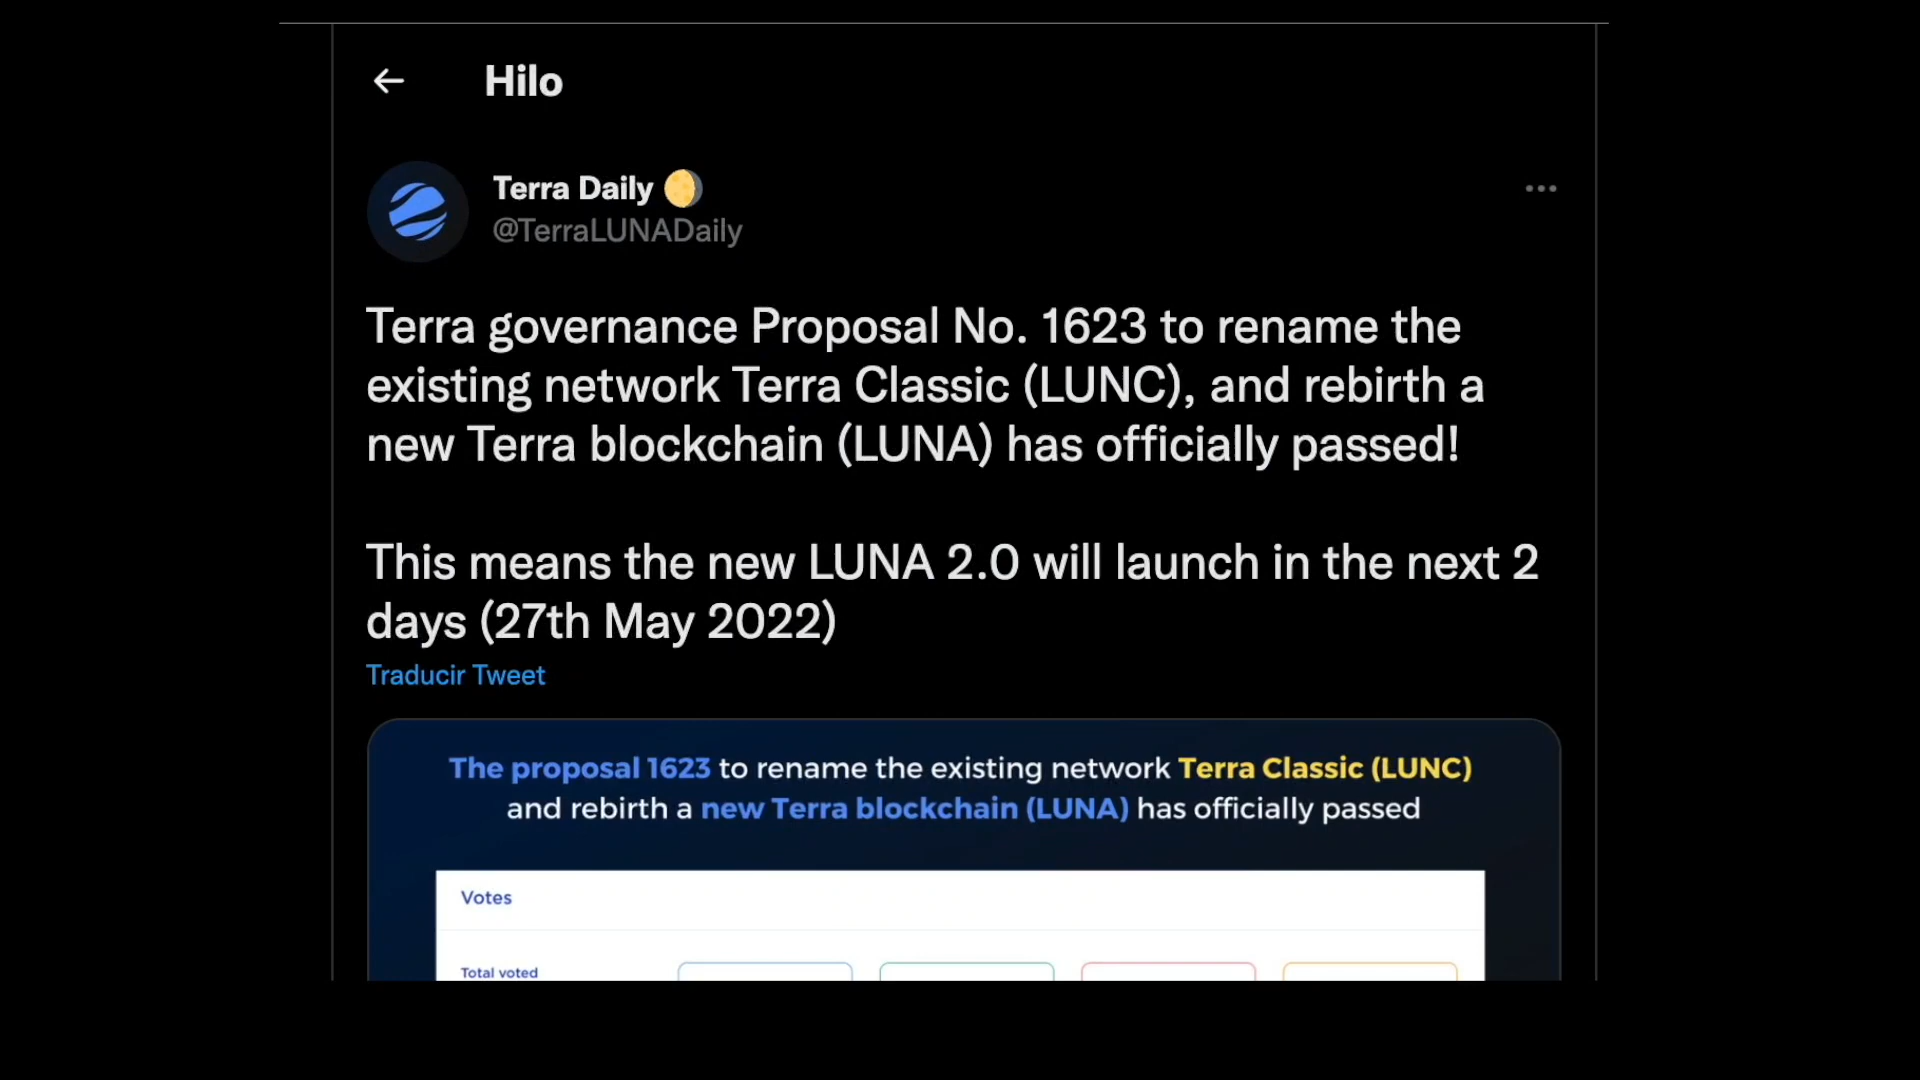 Hilo
Terra Daily
@TerraLUNADaily
Terra governance Proposal No. 1623 to rename the
existing network Terra Classic (LUNC), and rebirth a
new Terra blockchain (LUNA) has officially passed!
This means the new LUNA 2.0 will launch in the next 2
days (27th May 2022)
Traducir Tweet
The proposal 1623 to rename the existing network Terra Classic (LUNC)
and rebirth a new Terra blockchain (LUNA) has officially passed
Votes
Total voted